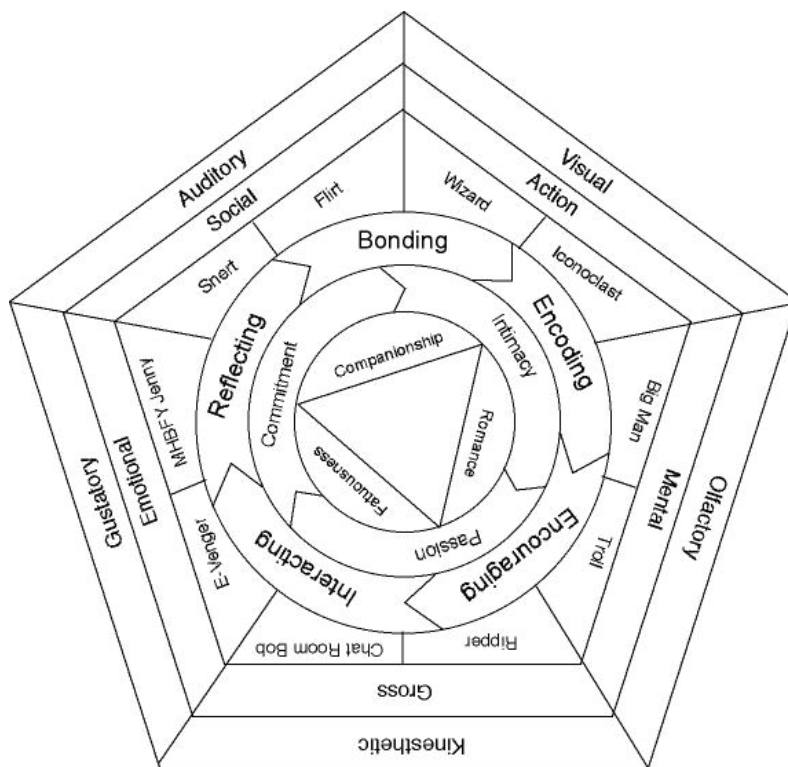 Auditory
Visual
Social
Action
Flirt
Wizard
Snert
Iconoclast
Bonding
Reflecting
Encoding
Commitment
Intimacy
Companionship
Romance
Fatuousness
Passion
MHBFY Jenny
Big Man
Gustatory
Emotional
Mental
Olfactory
E-Venger
Interacting
Encouraging
Troll
Chat Room Bob
Ripper
Gross
Kinesthetic